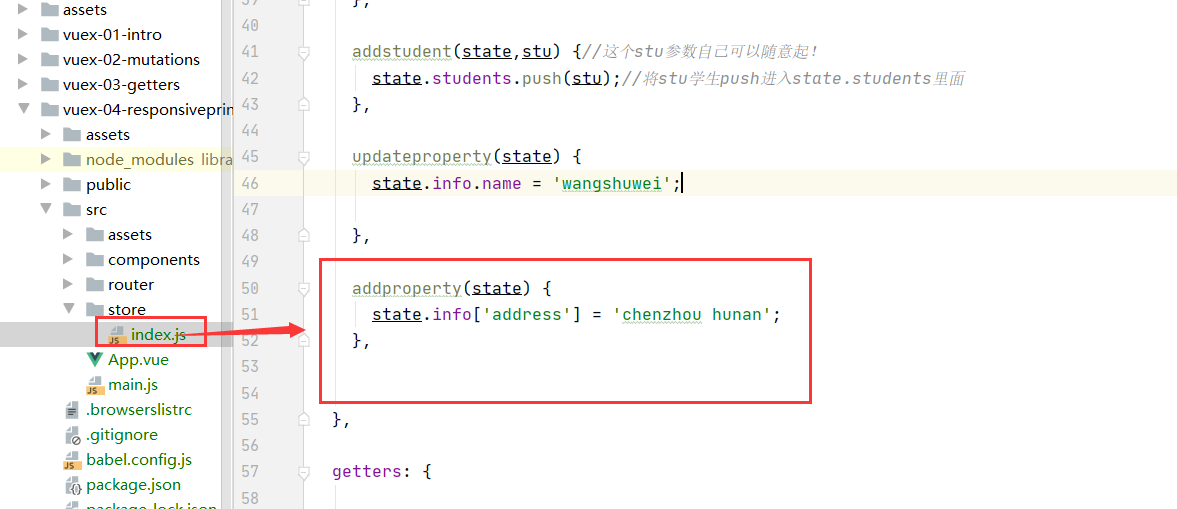 assets
vuex-01-intro
vuex-02-mutations
vuex-03-getters
vuex-04-responsiveprin
assets
node_modules libra
public
src
assets
components
router
store
index.js
App.vue
main.js
.browserslistrc
.gitignore
babel.config.js
package.json
package-lock.json
39 },
40
41 addstudent(state,stu) {//这个stu参数自己可以随意起!
42 state.students.push(stu);//将stu学生push进入state.students里面
43 },
44
45 updateproperty(state) {
46 state.info.name = 'wangshuwei';
47
48 },
49
50 addproperty(state) {
51 state.info['address'] = 'chenzhou hunan';
52 },
53
54
55 },
56
57 getters: {
58